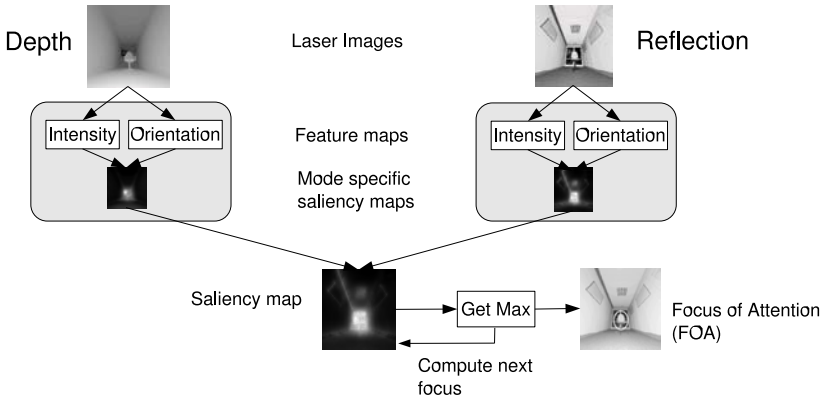 Depth
Laser Images
Reflection
Intensity
Orientation
Feature maps
Intensity
Orientation
Mode specific
saliency maps
Saliency map
Get Max
Focus of Attention
(FOA)
Compute next
focus